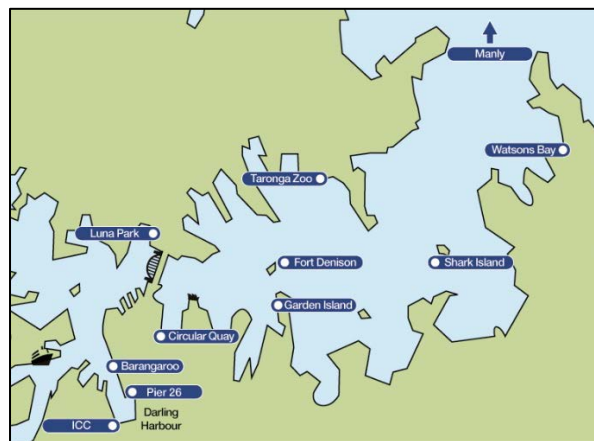 Manly
Watsons Bay
Taronga Zoo
Luna Park
Fort Denison
Shark Island
Garden Island
Circular Quay
Barangaroo
Pier 26
Darling
Harbour
ICC